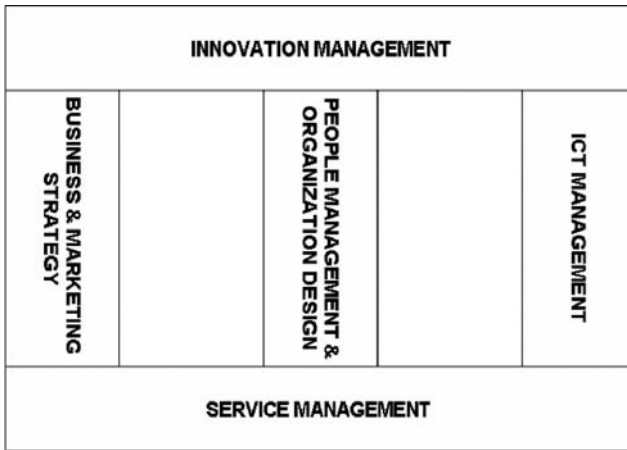 INNOVATION MANAGEMENT
BUSINESS & MARKETING
STRATEGY
PEOPLE MANAGEMENT &
ORGANIZATION DESIGN
ICT MANAGEMENT
SERVICE MANAGEMENT